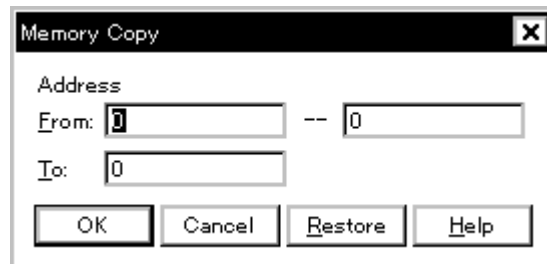 Memory Copy
Address
From: 0 -- 0
To: 0
OK Cancel Restore Help